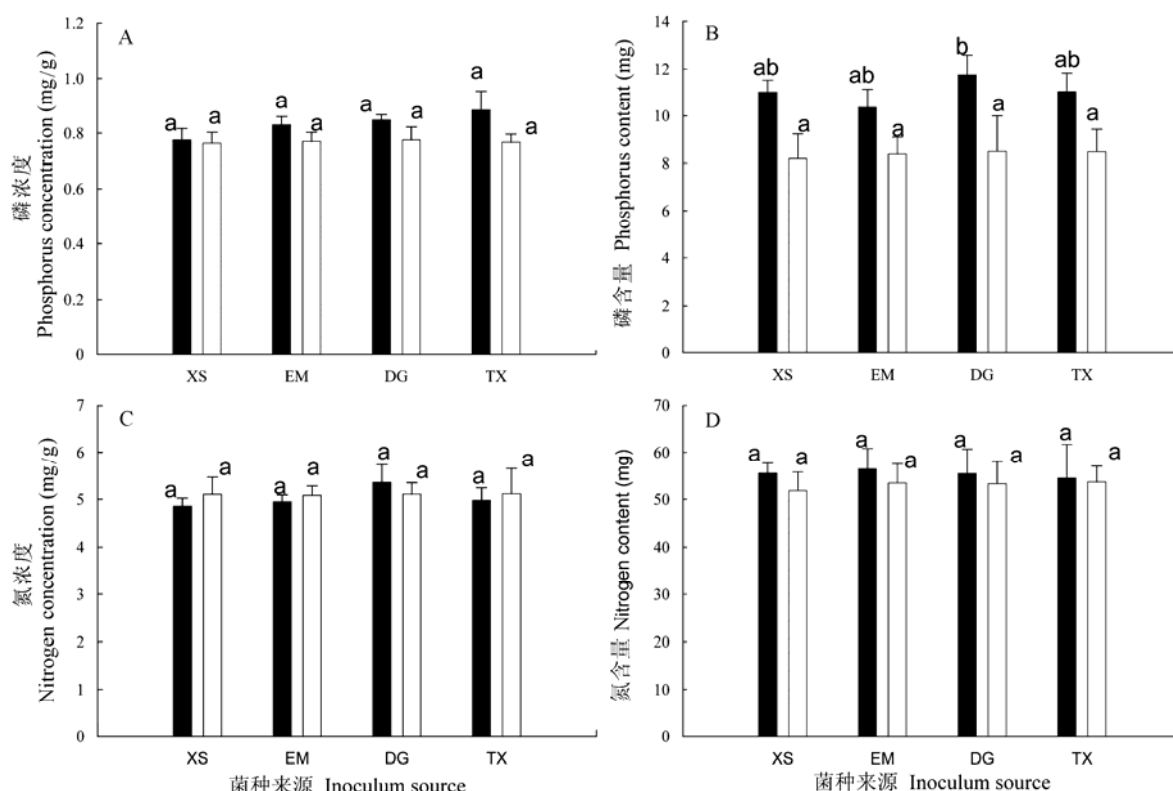 A
磷浓度
Phosphorus concentration (mg/g)
1.2
1.0
0.8
0.6
0.4
0.2
0
a a a a a a a a
XS EM DG TX
B
磷含量 Phosphorus content (mg)
14
12
10
8
6
4
2
0
ab a ab a b a ab a
XS EM DG TX
C
氮浓度
Nitrogen concentration (mg/g)
7
6
5
4
3
2
1
0
a a a a a a a a
XS EM DG TX
菌种来源 Inoculum source
D
氮含量 Nitrogen content (mg)
70
60
50
40
30
20
10
0
a a a a a a a a
XS EM DG TX
菌种来源 Inoculum source